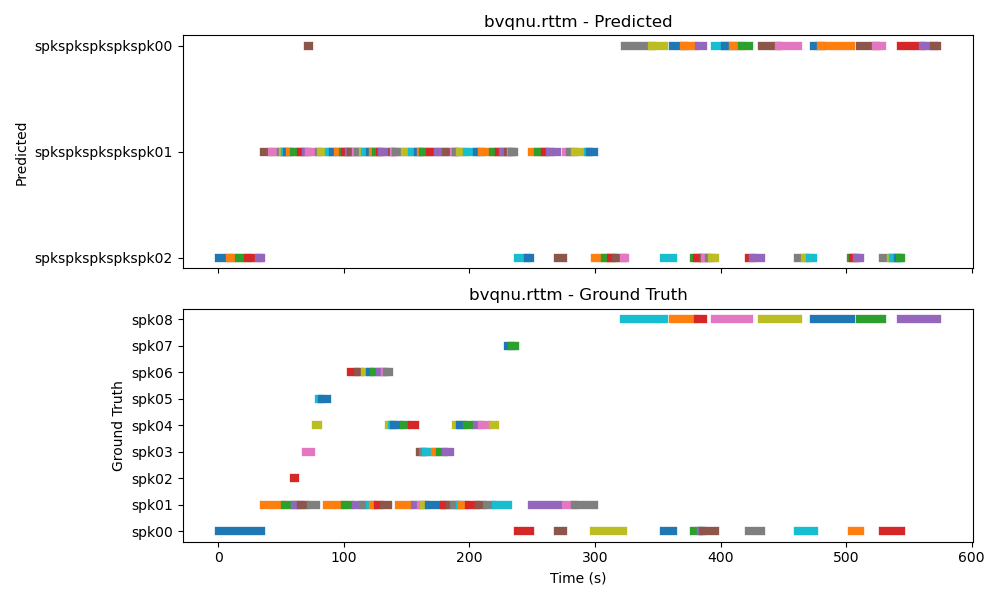 bvqnu.rttm - Predicted
spkspkspkspkspk00
spkspkspkspkspk01
spkspkspkspkspk02
Predicted
bvqnu.rttm - Ground Truth
spk08
spk07
spk06
spk05
spk04
spk03
spk02
spk01
spk00
Ground Truth
0 100 200 300 400 500 600
Time (s)